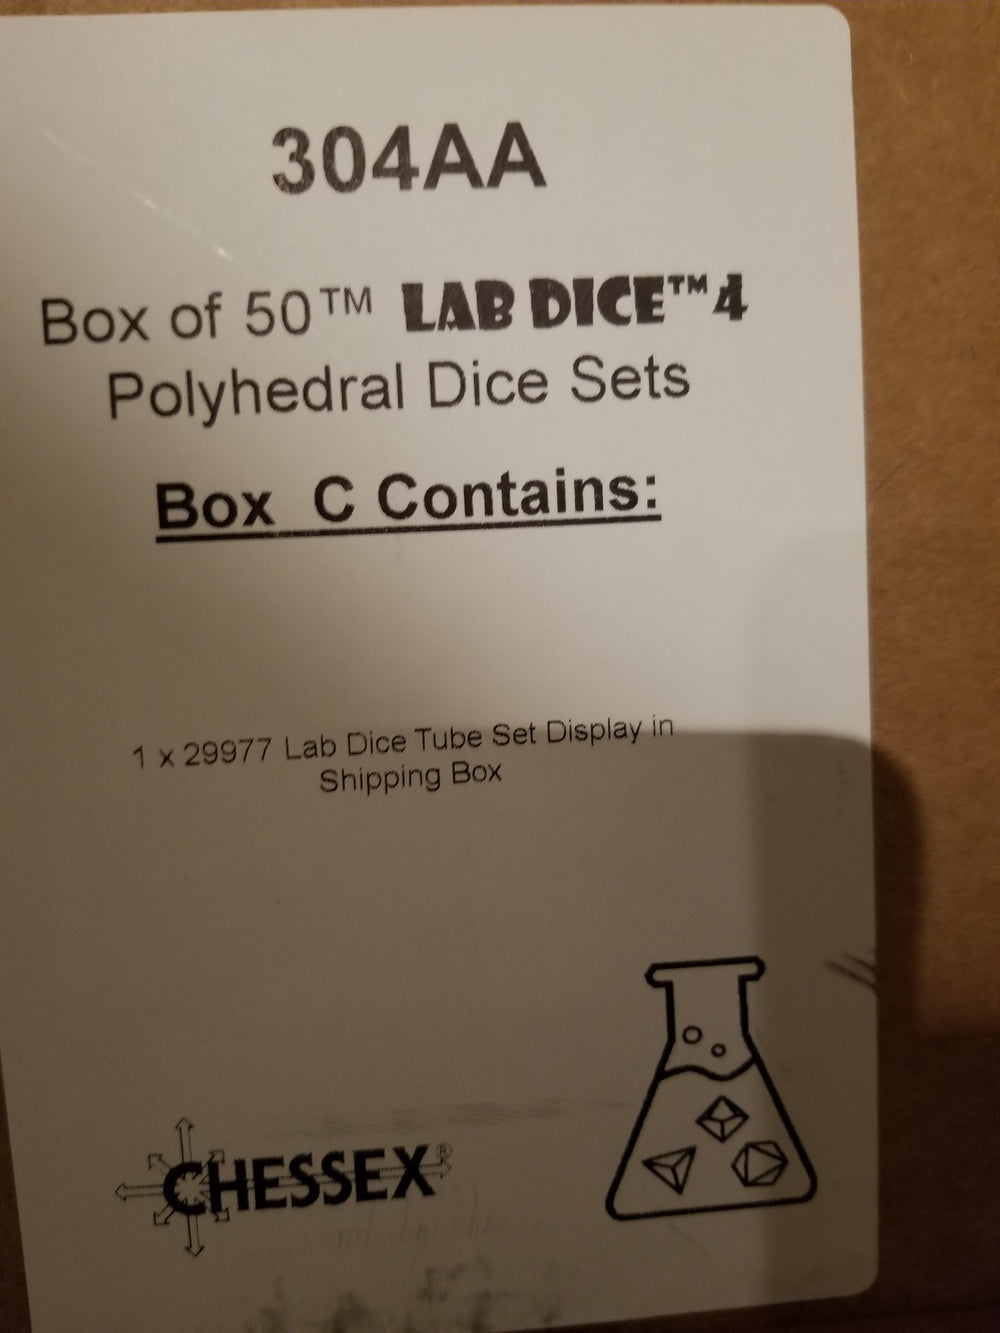 304AA
Box of 50™ LAB DICE™4
Polyhedral Dice Sets
Box C Contains:
1 x 29977 Lab Dice Tube Set Display in
Shipping Box
CHESSEX®